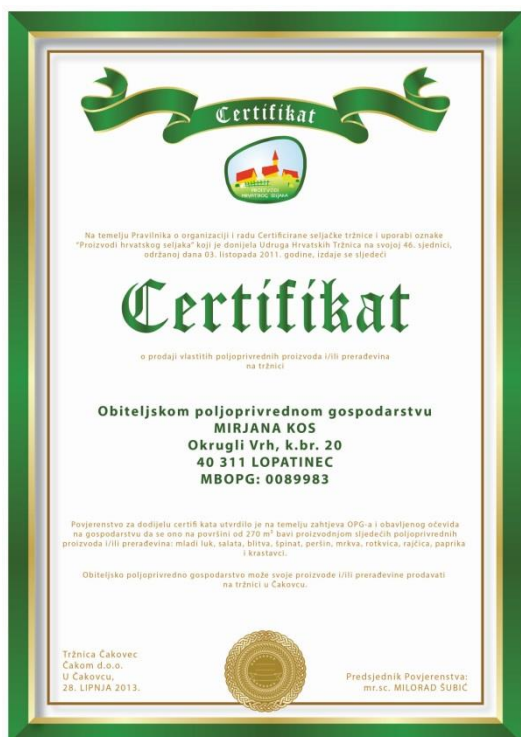 Certifikat
PROIZVODI
HRVATSKOG SELJAKA
Na temelju Pravilnika o organizaciji i radu Certificirane seljačke tržnice i uporabi oznake
"Proizvodi hrvatskog seljaka" koji je donijela Udruga Hrvatskih Tržnica na svojoj 46. sjednici,
održanoj dana 03. listopada 2011. godine, izdaje se sljedeći
Certifikat
o prodaji vlastitih poljoprivrednih proizvoda i/ili prerađevina
na tržnici
Obiteljskom poljoprivrednom gospodarstvu
MIRJANA KOS
Okrugli Vrh, k.br. 20
40 311 LOPATINEC
MBOPG: 0089983
Povjerenstvo za dodijelu certifi kata utvrdilo je na temelju zahtjeva OPG-a i obavljenog očevida
na gospodarstvu da se ono na površini od 270 m² bavi proizvodnjom sljedećih poljoprivrednih
proizvoda i/ili prerađevina: mladi luk, salata, blitva, špinat, peršin, mrkva, rotkvica, rajčica, paprika
i krastavci.
Obiteljsko poljoprivredno gospodarstvo može svoje proizvode i/ili prerađevine prodavati
na tržnici u Čakovcu.
Tržnica Čakovec
Čakom d.o.o.
U Čakovcu,
28. LIPNJA 2013.
Predsjednik Povjerenstva:
mr.sc. MILORAD ŠUBIĆ